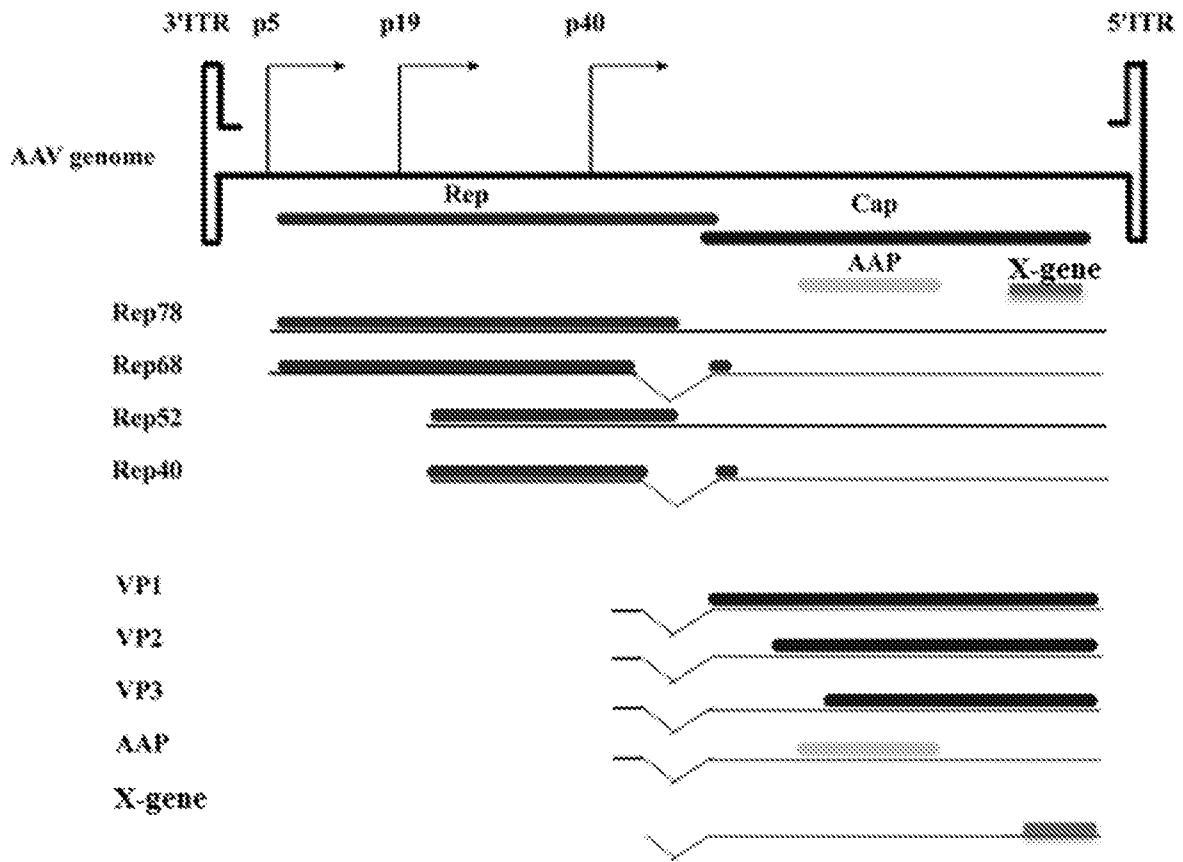 3'ITR p5 p19 p40 5'ITR
AAV genome
Rep
Cap
AAP
X-gene
Rep78
Rep68
Rep52
Rep40
VP1
VP2
VP3
AAP
X-gene